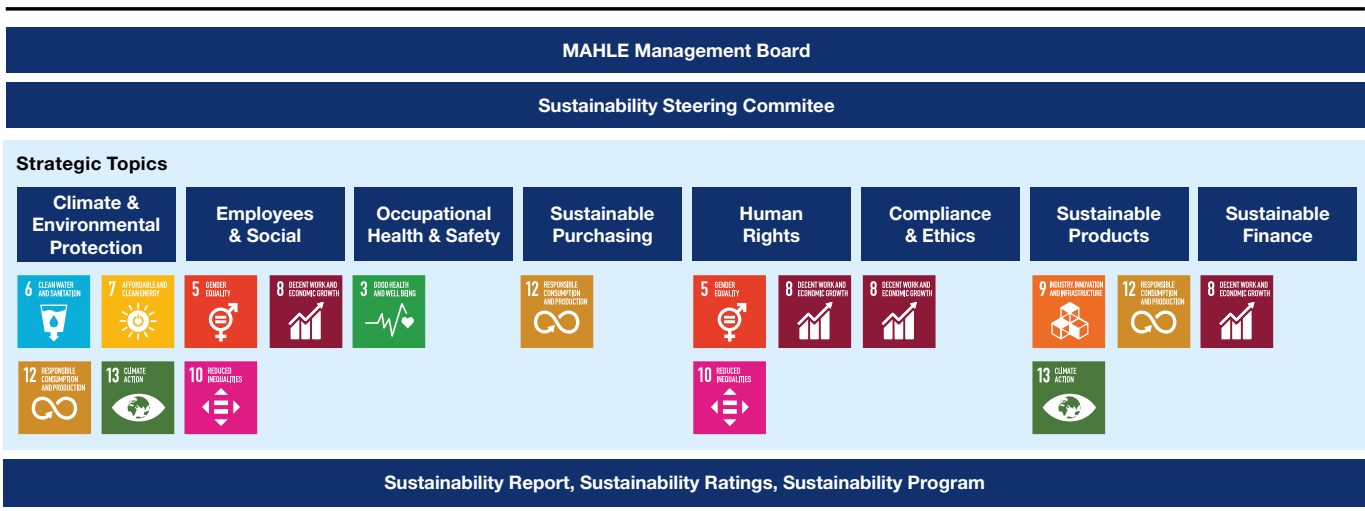 MAHLE Management Board
Sustainability Steering Commitee
Strategic Topics
Climate &
Environmental
Protection
Employees
& Social
Occupational
Health & Safety
Sustainable
Purchasing
Human
Rights
Compliance
& Ethics
Sustainable
Products
Sustainable
Finance
6 CLEAN WATER
AND SANITATION
7 AFFORDABLE AND
CLEAN ENERGY
5 GENDER
EQUALITY
8 DECENT WORK AND
ECONOMIC GROWTH
3 GOOD HEALTH
AND WELL BEING
12 RESPONSIBLE
CONSUMPTION
AND PRODUCTION
5 GENDER
EQUALITY
8 DECENT WORK AND
ECONOMIC GROWTH
8 DECENT WORK AND
ECONOMIC GROWTH
9 INDUSTRY, INNOVATION
AND INFRASTRUCTURE
12 RESPONSIBLE
CONSUMPTION
AND PRODUCTION
8 DECENT WORK AND
ECONOMIC GROWTH
12 RESPONSIBLE
CONSUMPTION
AND PRODUCTION
13 CLIMATE
ACTION
10 REDUCED
INEQUALITIES
10 REDUCED
INEQUALITIES
13 CLIMATE
ACTION
Sustainability Report, Sustainability Ratings, Sustainability Program